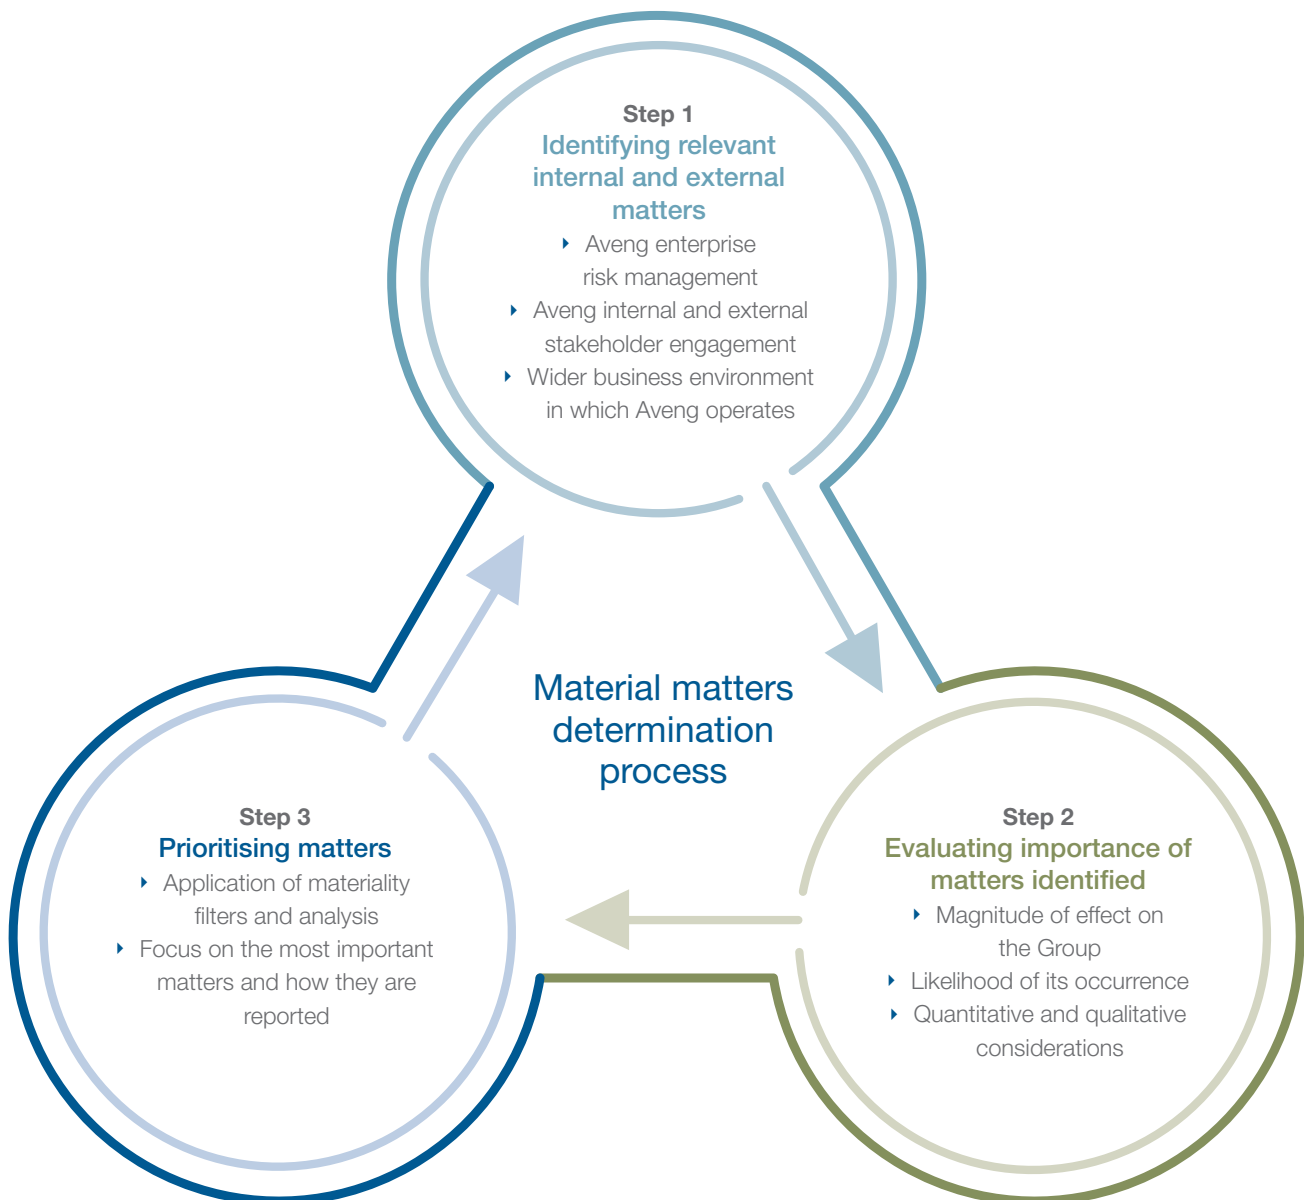 Step 1
Identifying relevant
internal and external
matters
‣ Aveng enterprise
risk management
‣ Aveng internal and external
stakeholder engagement
‣ Wider business environment
in which Aveng operates
Material matters
determination
process
Step 2
Evaluating importance of
matters identified
‣ Magnitude of effect on
the Group
‣ Likelihood of its occurrence
‣ Quantitative and qualitative
considerations
Step 3
Prioritising matters
‣ Application of materiality
filters and analysis
‣ Focus on the most important
matters and how they are
reported